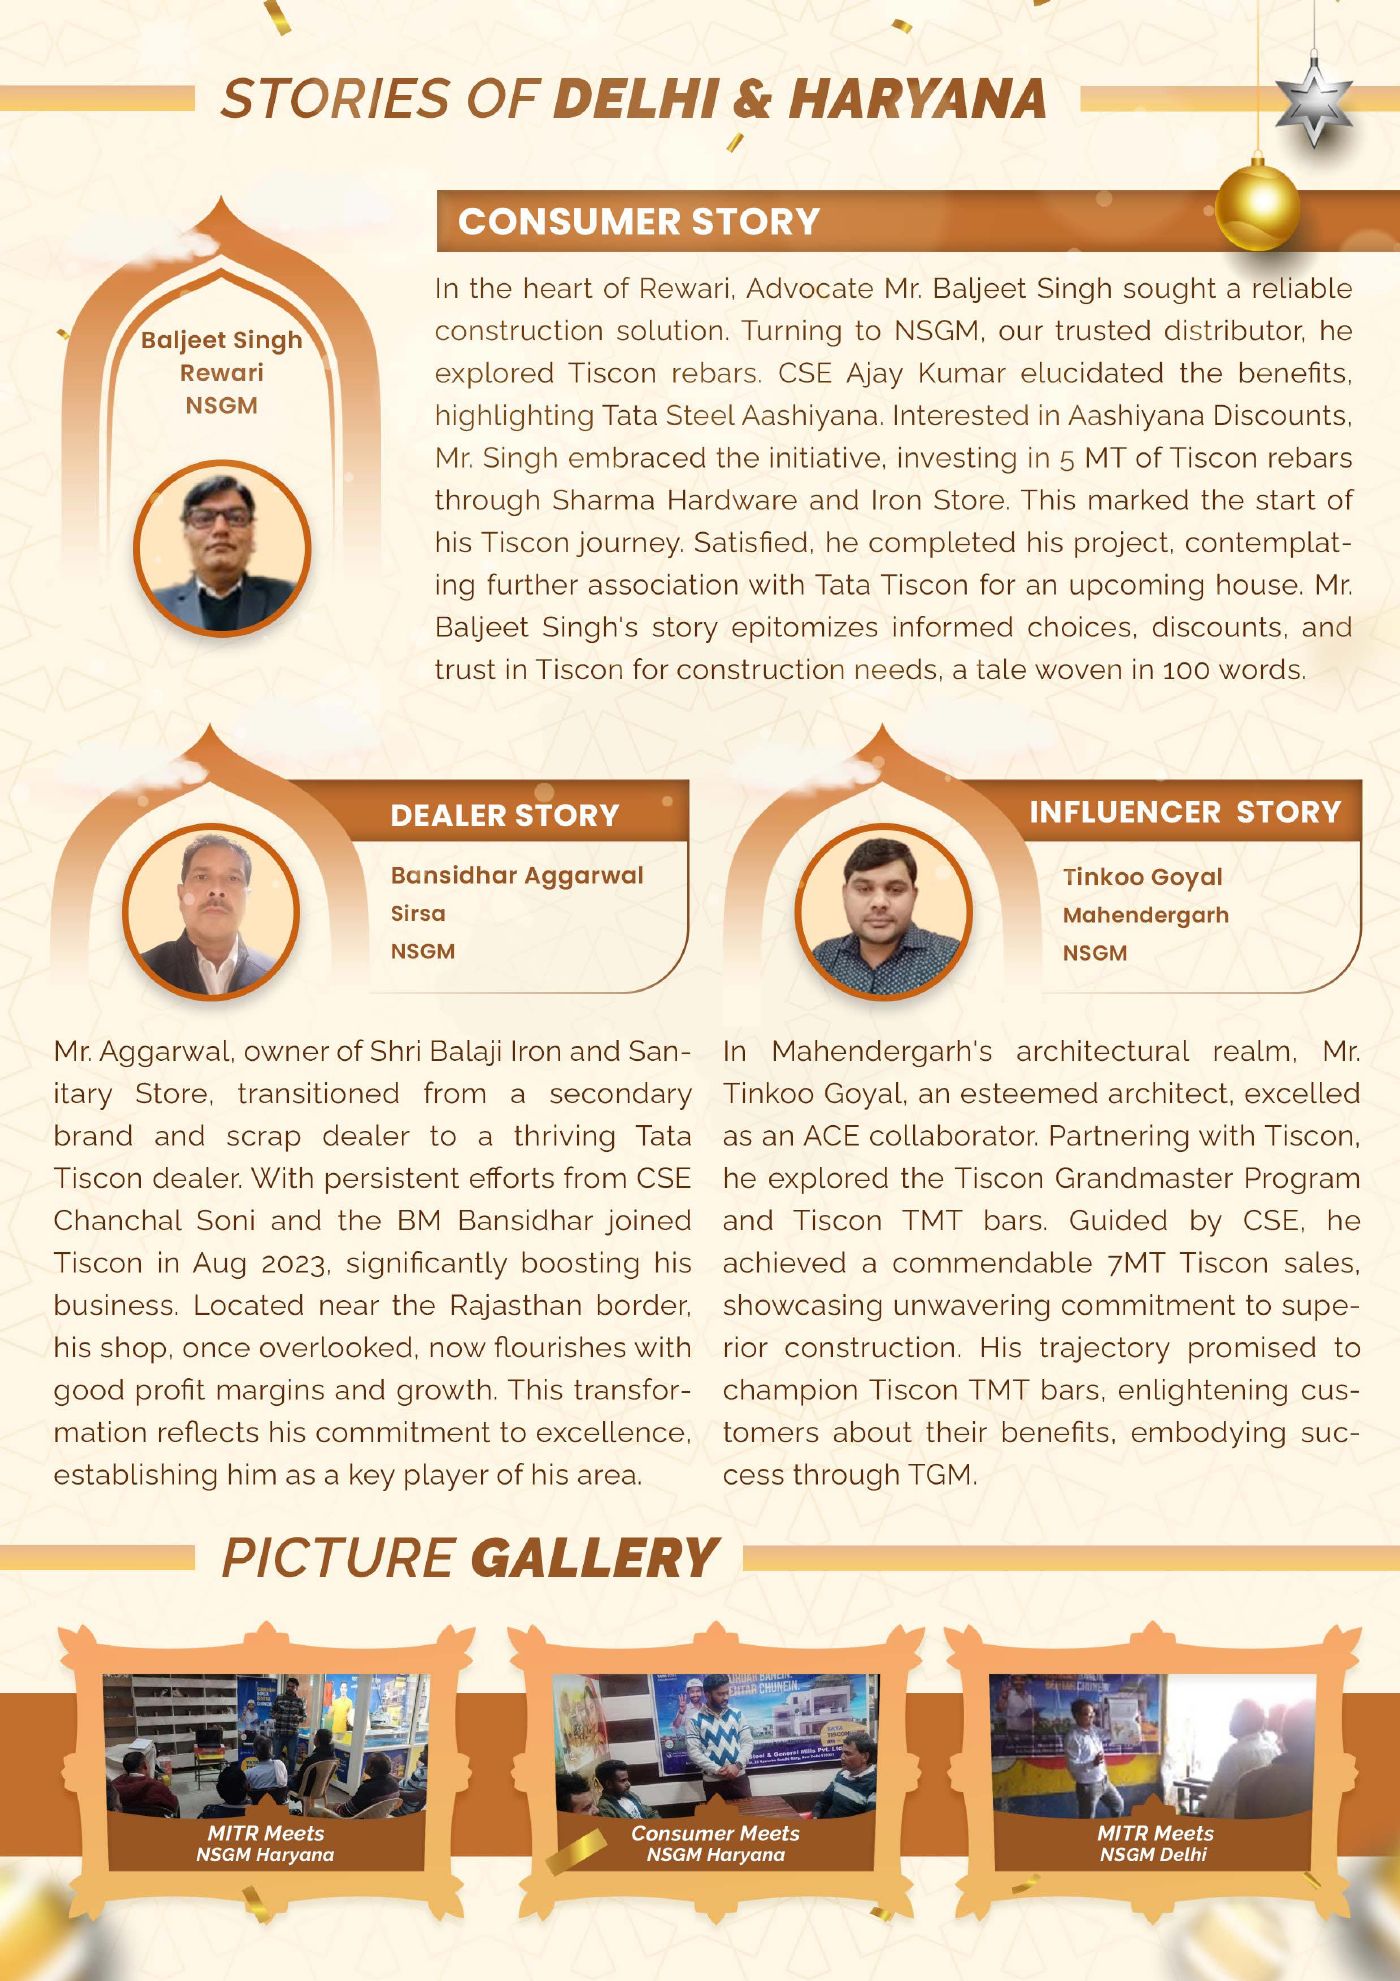 STORIES OF DELHI & HARYANA
CONSUMER STORY
Baljeet Singh
Rewari
NSGM
In the heart of Rewari, Advocate Mr. Baljeet Singh sought a reliable
construction solution. Turning to NSGM, our trusted distributor, he
explored Tiscon rebars. CSE Ajay Kumar elucidated the benefits,
highlighting Tata Steel Aashiyana. Interested in Aashiyana Discounts,
Mr. Singh embraced the initiative, investing in 5 MT of Tiscon rebars
through Sharma Hardware and Iron Store. This marked the start of
his Tiscon journey. Satisfied, he completed his project, contemplat-
ing further association with Tata Tiscon for an upcoming house. Mr.
Baljeet Singh's story epitomizes informed choices, discounts, and
trust in Tiscon for construction needs, a tale woven in 100 words.
DEALER STORY
Bansidhar Aggarwal
Sirsa
NSGM
Mr. Aggarwal, owner of Shri Balaji Iron and San-
itary Store, transitioned from a secondary
brand and scrap dealer to a thriving Tata
Tiscon dealer. With persistent efforts from CSE
Chanchal Soni and the BM Bansidhar joined
Tiscon in Aug 2023, significantly boosting his
business. Located near the Rajasthan border,
his shop, once overlooked, now flourishes with
good profit margins and growth. This transfor-
mation reflects his commitment to excellence,
establishing him as a key player of his area.
INFLUENCER STORY
Tinkoo Goyal
Mahendergarh
NSGM
In Mahendergarh's architectural realm, Mr.
Tinkoo Goyal, an esteemed architect, excelled
as an ACE collaborator. Partnering with Tiscon,
he explored the Tiscon Grandmaster Program
and Tiscon TMT bars. Guided by CSE, he
achieved a commendable 7MT Tiscon sales,
showcasing unwavering commitment to supe-
rior construction. His trajectory promised to
champion Tiscon TMT bars, enlightening cus-
tomers about their benefits, embodying suc-
cess through TGM.
PICTURE GALLERY
MITR Meets
NSGM Haryana
CHUNEIN.
Consumer Meets
NSGM Haryana
MITR Meets
NSGM Delhi